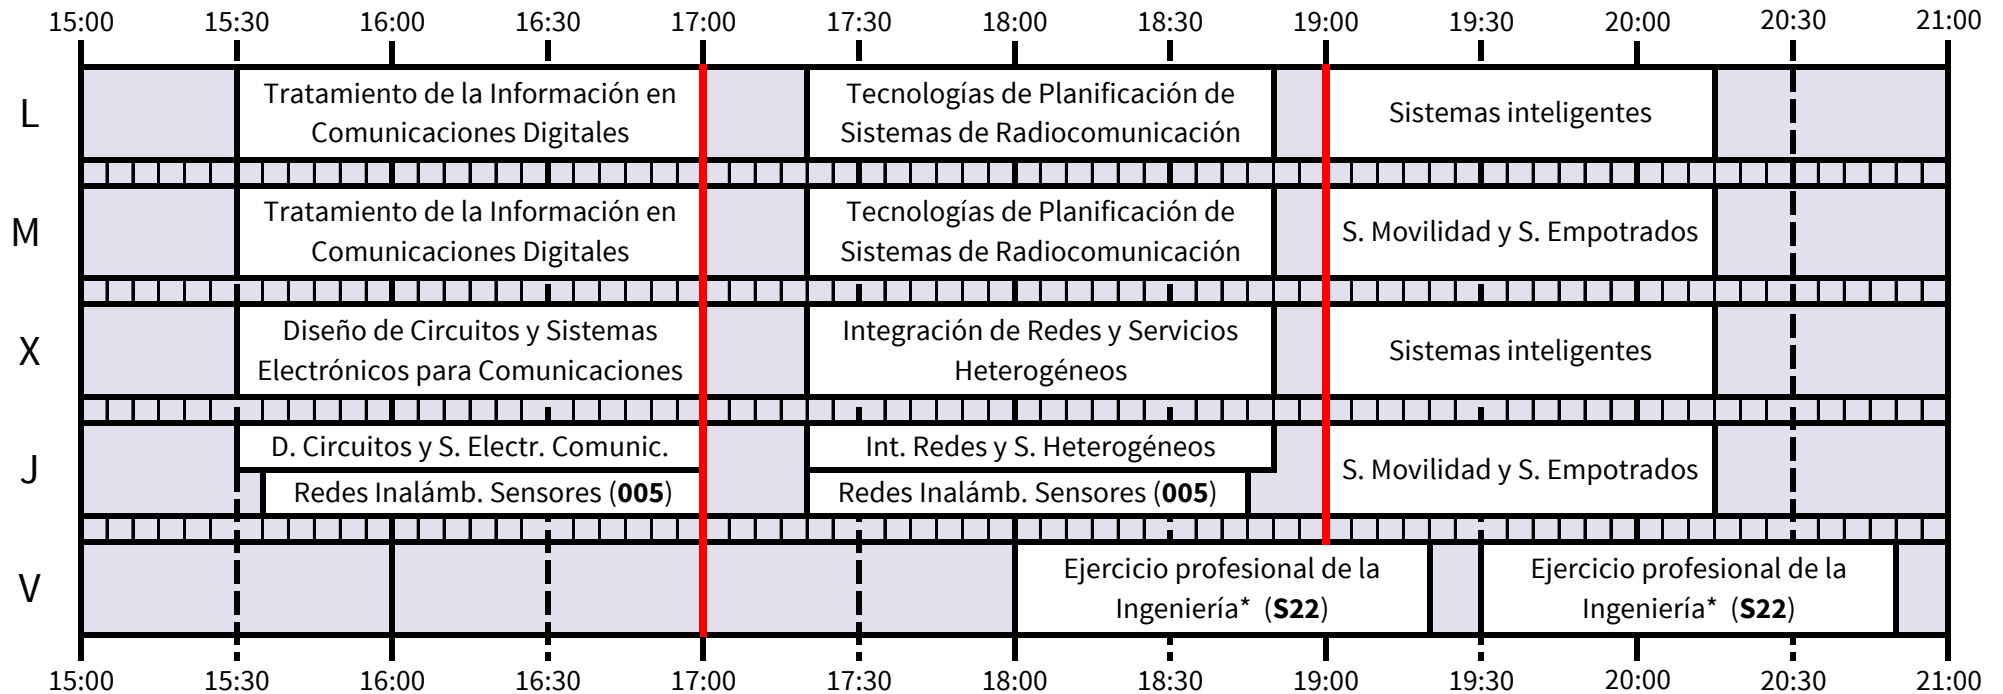 15:00 15:30 16:00 16:30 17:00 17:30 18:00 18:30 19:00 19:30 20:00 20:30 21:00
L
Tratamiento de la Información en
Comunicaciones Digitales
Tecnologías de Planificación de
Sistemas de Radiocomunicación
Sistemas inteligentes
M
Tratamiento de la Información en
Comunicaciones Digitales
Tecnologías de Planificación de
Sistemas de Radiocomunicación
S. Movilidad y S. Empotrados
X
Diseño de Circuitos y Sistemas
Electrónicos para Comunicaciones
Integración de Redes y Servicios
Heterogéneos
Sistemas inteligentes
J
D. Circuitos y S. Electr. Comunic.
Redes Inalámb. Sensores (005)
Int. Redes y S. Heterogéneos
Redes Inalámb. Sensores (005)
S. Movilidad y S. Empotrados
V
Ejercicio profesional de la
Ingeniería* (S22)
Ejercicio profesional de la
Ingeniería* (S22)
15:00 15:30 16:00 16:30 17:00 17:30 18:00 18:30 19:00 19:30 20:00 20:30 21:00